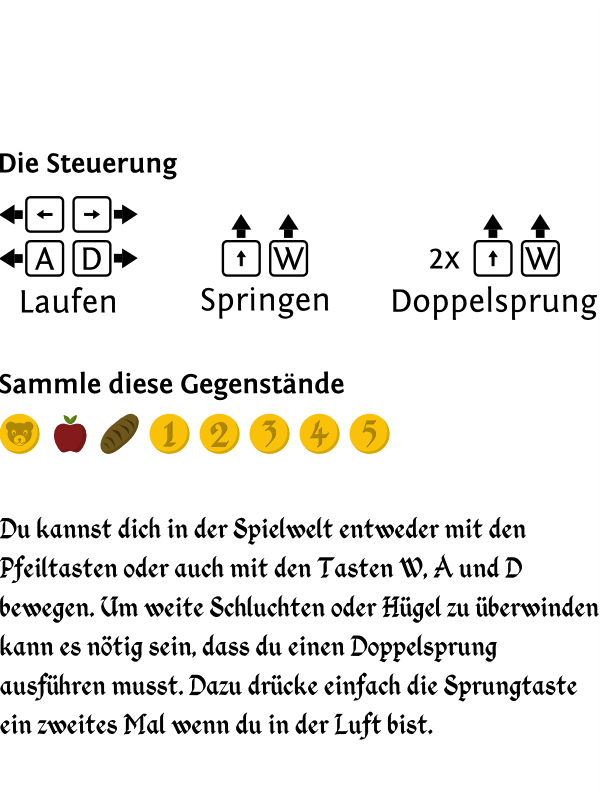 Die Steuerung
← →
A D
↑ W
2x ↑ W
Laufen
Springen
Doppelsprung
Sammle diese Gegenstände
1 2 3 4 5
Du kannst dich in der Spielwelt entweder mit den
Pfeiltasten oder auch mit den Tasten W, A und D
bewegen. Um weite Schluchten oder Hügel zu überwinden
kann es nötig sein, dass du einen Doppelsprung
ausführen musst. Dazu drücke einfach die Sprungtaste
ein zweites Mal wenn du in der Luft bist.